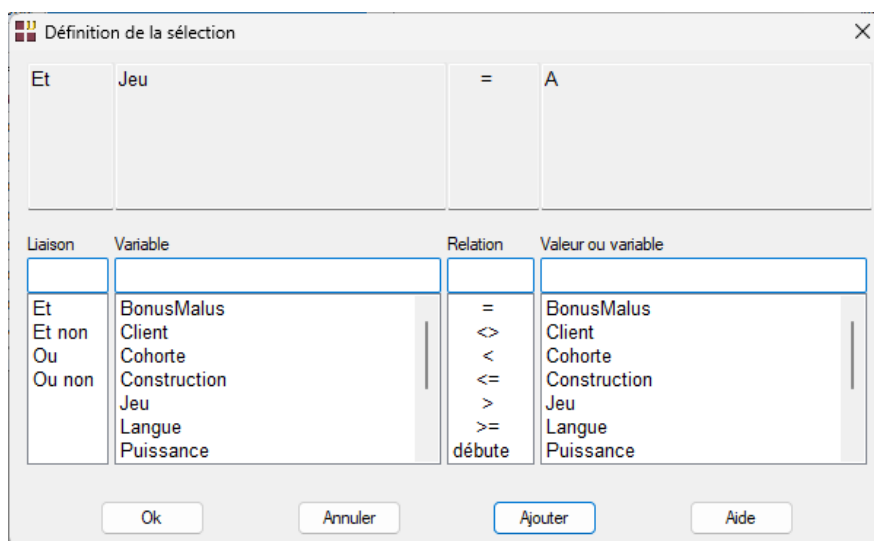 Définition de la sélection
Et Jeu = A
Liaison Variable Relation Valeur ou variable
Et BonusMalus = BonusMalus
Et non Client <> Client
Ou Cohorte < Cohorte
Ou non Construction <= Construction
Jeu > Jeu
Langue >= Langue
Puissance débute Puissance
Ok Annuler Ajouter Aide